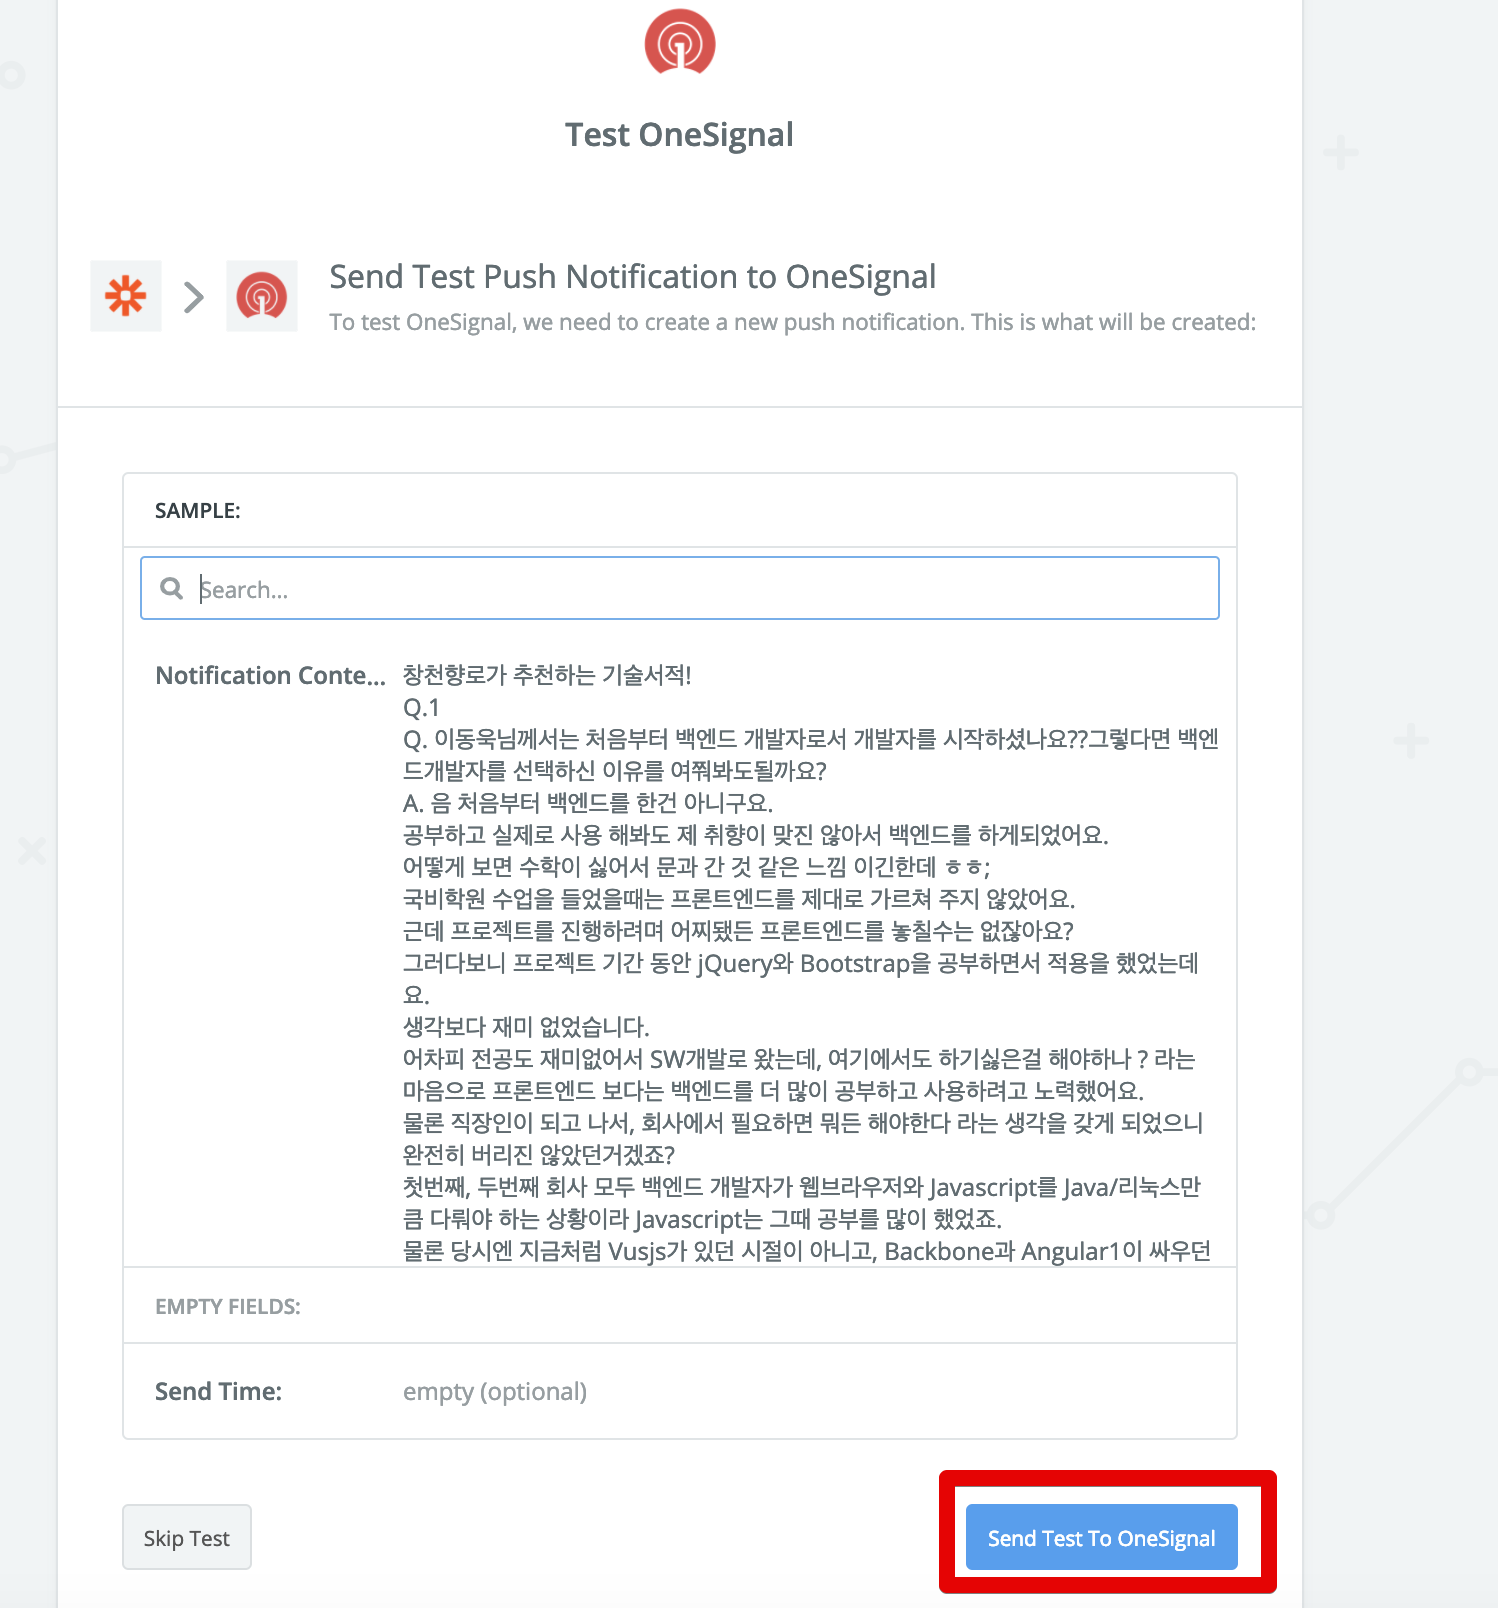 Test OneSignal
Send Test Push Notification to OneSignal
To test OneSignal, we need to create a new push notification. This is what will be created:
SAMPLE:
Search...
Notification Conte... 창천향로가 추천하는 기술서적!
Q.1
Q. 이동욱님께서는 처음부터 백엔드 개발자로서 개발자를 시작하셨나요??그렇다면 백엔
드개발자를 선택하신 이유를 여쭤봐도될까요?
A. 음 처음부터 백엔드를 한건 아니구요.
공부하고 실제로 사용 해봐도 제 취향이 맞진 않아서 백엔드를 하게되었어요.
어떻게 보면 수학이 싫어서 문과 간 것 같은 느낌 이긴한데 ㅎㅎ;
국비학원 수업을 들었을때는 프론트엔드를 제대로 가르쳐 주지 않았어요.
근데 프로젝트를 진행하려며 어찌됐든 프론트엔드를 놓칠수는 없잖아요?
그러다보니 프로젝트 기간 동안 jQuery와 Bootstrap을 공부하면서 적용을 했었는데
요.
생각보다 재미 없었습니다.
어차피 전공도 재미없어서 SW개발로 왔는데, 여기에서도 하기싫은걸 해야하나 ? 라는
마음으로 프론트엔드 보다는 백엔드를 더 많이 공부하고 사용하려고 노력했어요.
물론 직장인이 되고 나서, 회사에서 필요하면 뭐든 해야한다 라는 생각을 갖게 되었으니
완전히 버리진 않았던거겠죠?
첫번째, 두번째 회사 모두 백엔드 개발자가 웹브라우저와 Javascript를 Java/리눅스만
큼 다뤄야 하는 상황이라 Javascript는 그때 공부를 많이 했었죠.
물론 당시엔 지금처럼 Vusjs가 있던 시절이 아니고, Backbone과 Angular1이 싸우던
EMPTY FIELDS:
Send Time: empty (optional)
Skip Test
Send Test To OneSignal